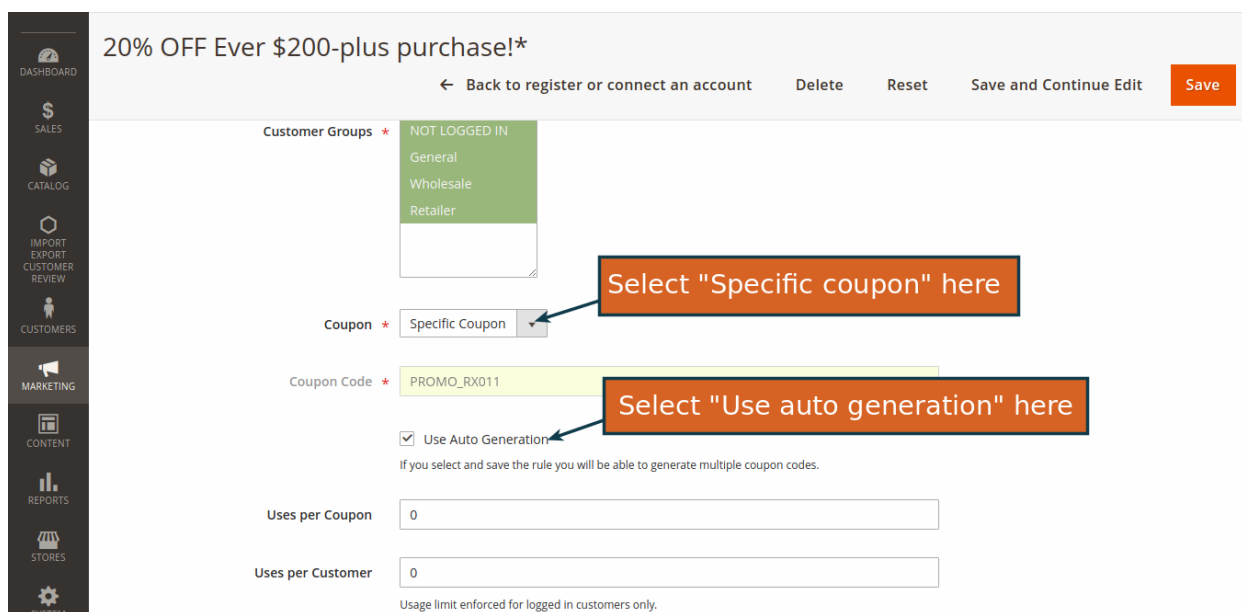 20% OFF Ever $200-plus purchase!*
← Back to register or connect an account Delete Reset Save and Continue Edit Save
DASHBOARD
$
SALES
CATALOG
IMPORT
EXPORT
CUSTOMER
REVIEW
CUSTOMERS
MARKETING
CONTENT
REPORTS
STORES
Customer Groups *
NOT LOGGED IN
General
Wholesale
Retailer
Select "Specific coupon" here
Coupon * Specific Coupon
Coupon Code * PROMO_RX011
Select "Use auto generation" here
Use Auto Generation
If you select and save the rule you will be able to generate multiple coupon codes.
Uses per Coupon 0
Uses per Customer 0
Usage limit enforced for logged in customers only.